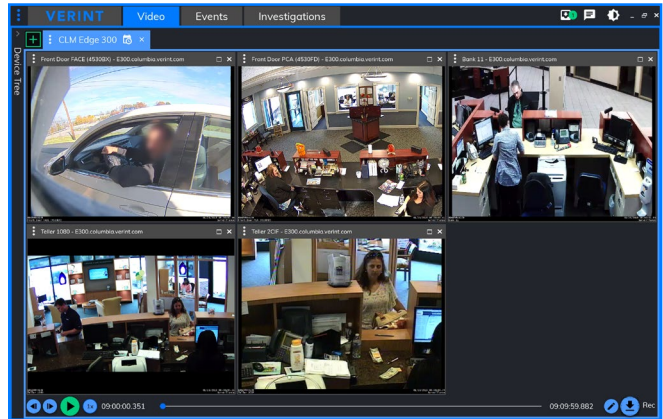 VERINT Video Events Investigations
CLM Edge 300
Device Tree
Front Door FACE (4530BX) - E300.columbia.verint.com
Front Door PCA (4530FD) - E300.columbia.verint.com
Bank 11 - E300.columbia.verint.com
Teller 1080 - E300.columbia.verint.com
Teller 2CIF - E300.columbia.verint.com
1x 09:00:00.351 09:09:59.882 Rec